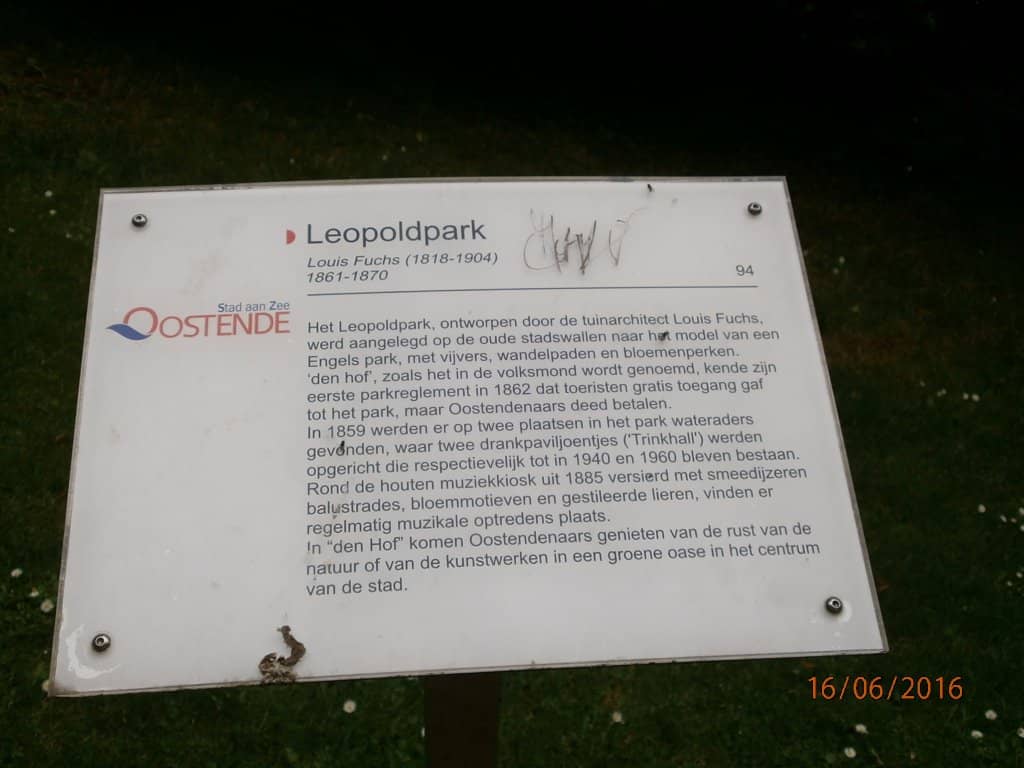 Leopoldpark
Louis Fuchs (1818-1904)
1861-1870
94
Stad aan Zee
OOSTENDE
Het Leopoldpark, ontworpen door de tuinarchitect Louis Fuchs,
werd aangelegd op de oude stadswallen naar het model van een
Engels park, met vijvers, wandelpaden en bloemenperken.
‘den hof’, zoals het in de volksmond wordt genoemd, kende zijn
eerste parkreglement in 1862 dat toeristen gratis toegang gaf
tot het park, maar Oostendenaars deed betalen.
In 1859 werden er op twee plaatsen in het park wateraders
gevonden, waar twee drankpaviljoentjes ('Trinkhall') werden
opgericht die respectievelijk tot in 1940 en 1960 bleven bestaan.
Rond de houten muziekkiosk uit 1885 versierd met smeedijzeren
balustrades, bloemmotieven en gestileerde lieren, vinden er
regelmatig muzikale optredens plaats.
In “den Hof” komen Oostendenaars genieten van de rust van de
natuur of van de kunstwerken in een groene oase in het centrum
van de stad.
16/06/2016